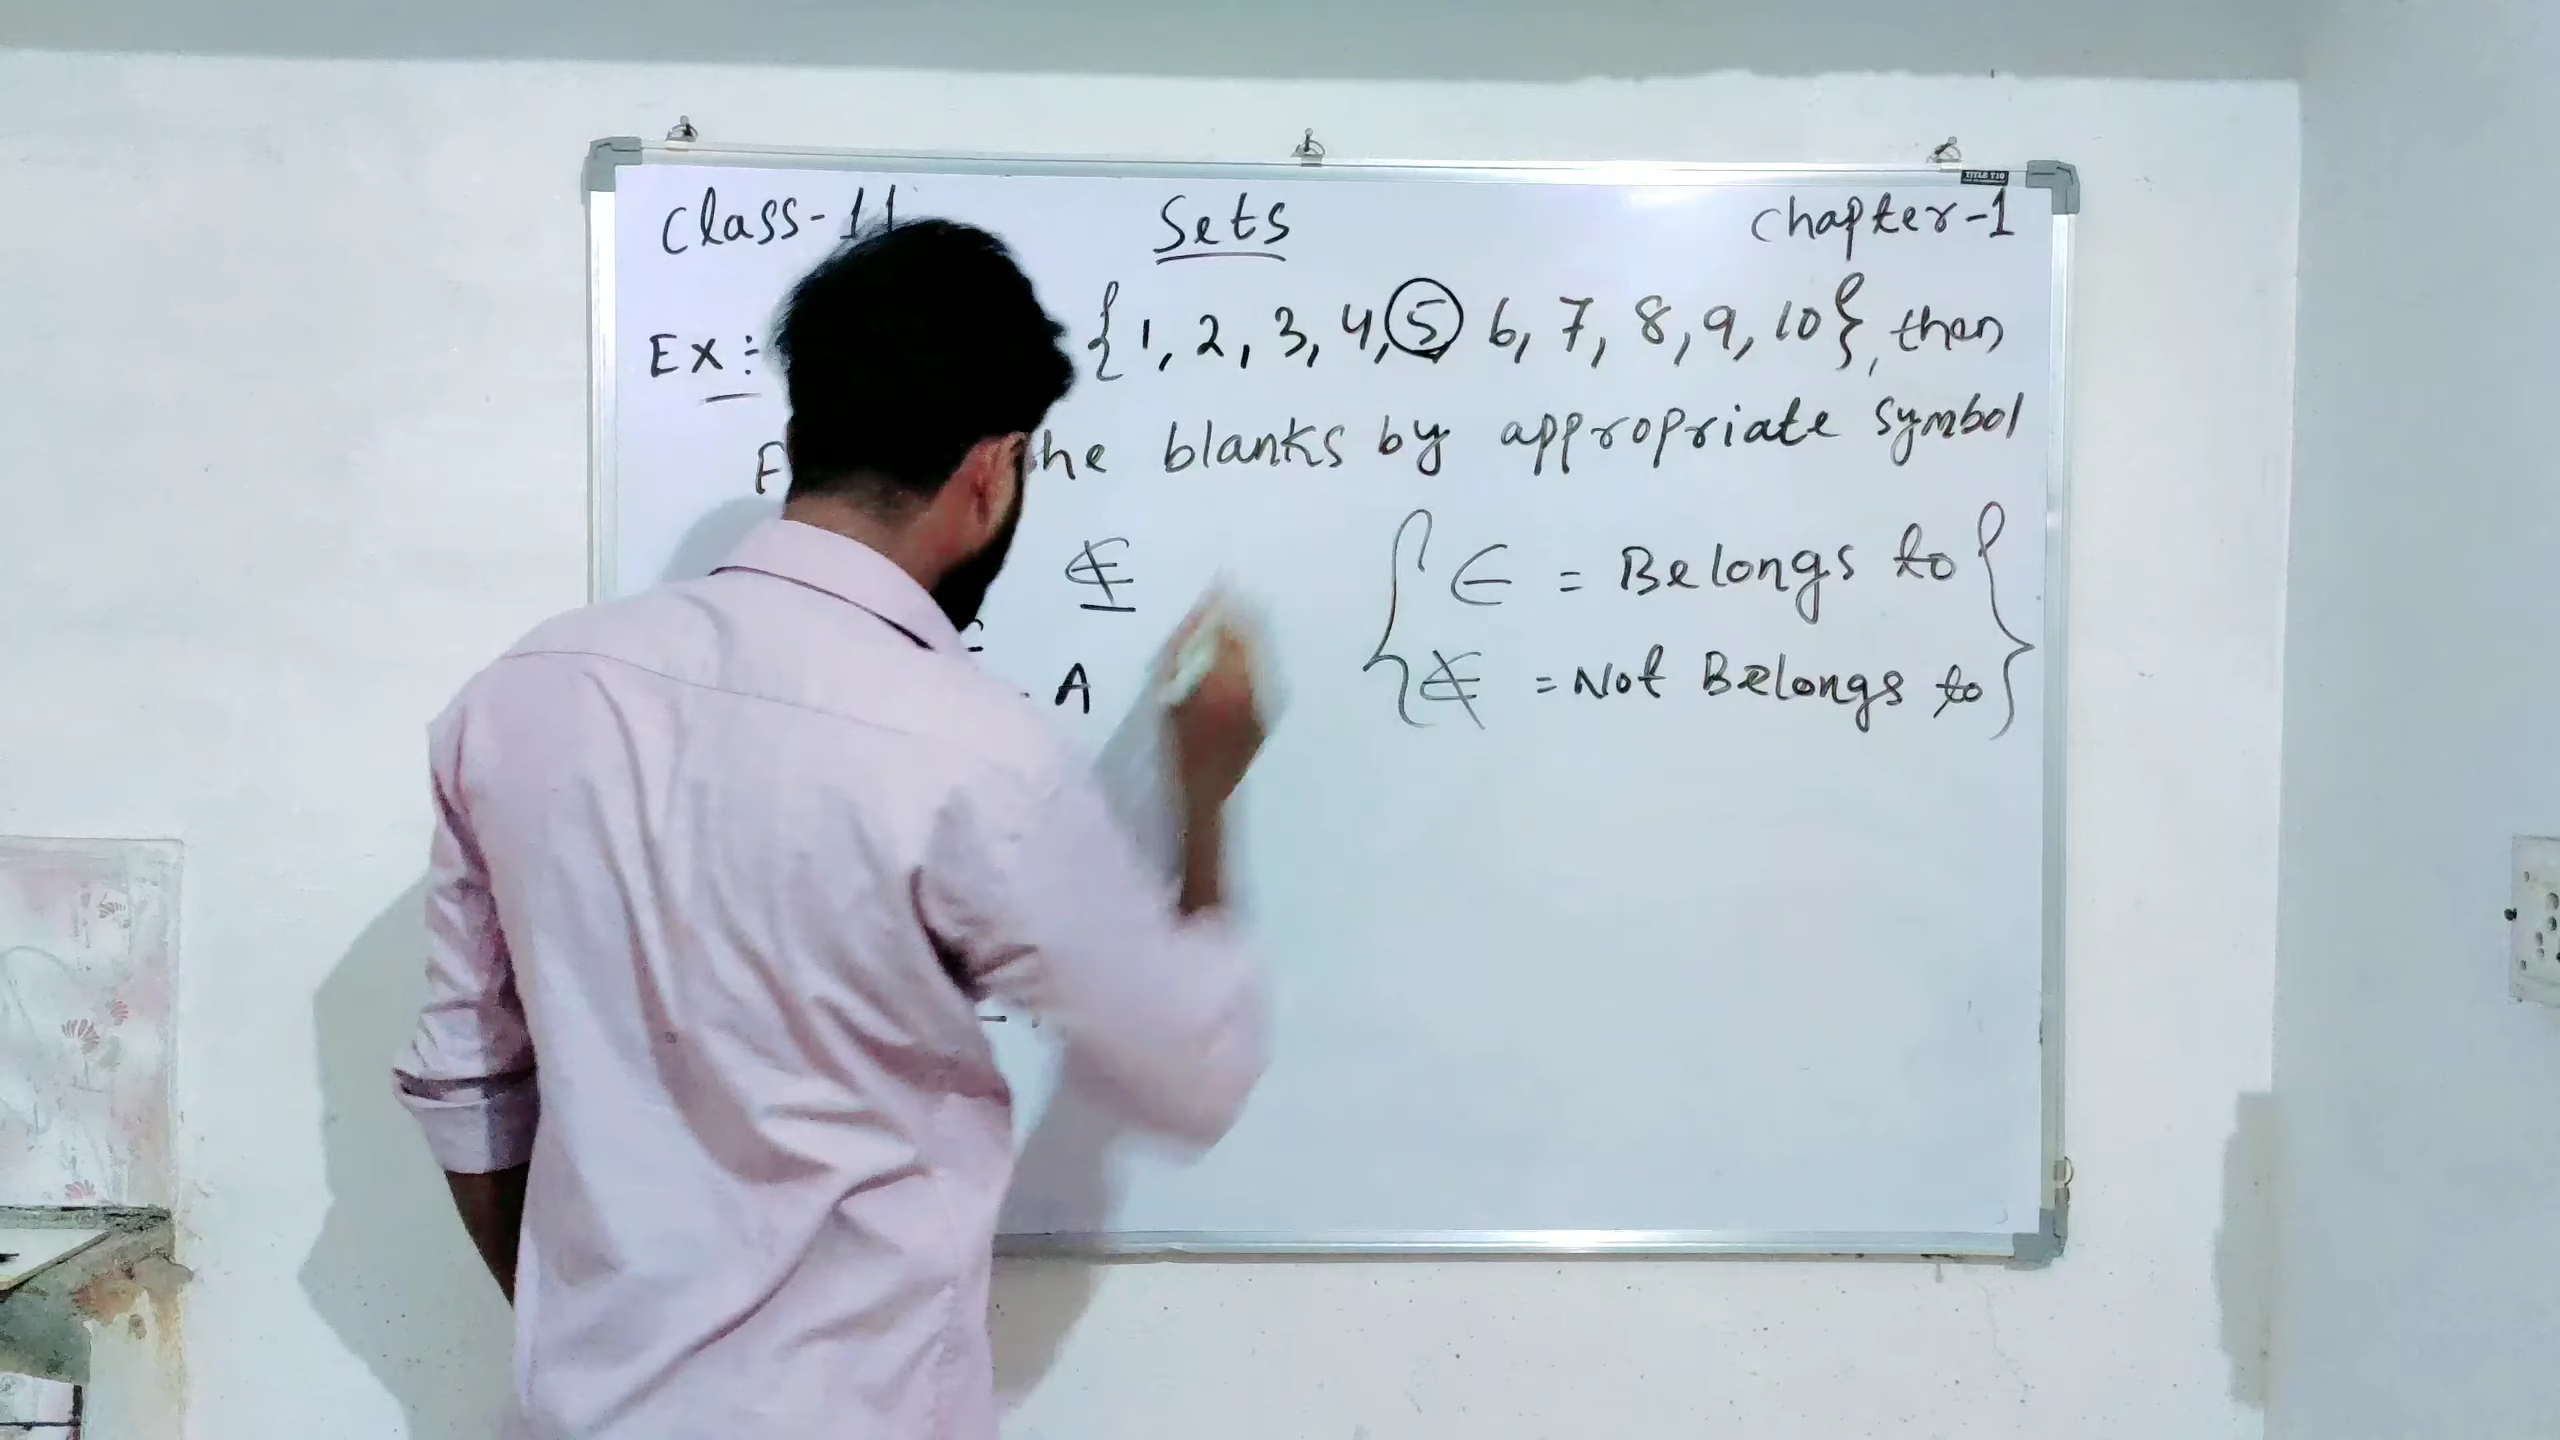 Class-11 Sets Chapter-1
Ex:- {1, 2, 3, 4, 5 6, 7, 8, 9, 10}, then
the blanks by appropriate symbol
∉ { ∈ = Belongs to }
A { ∉ = Not Belongs to }